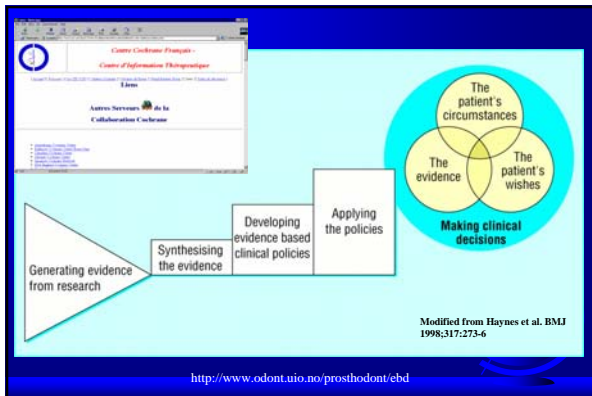 Centre Cochrane Français -
Centre d'Information Thérapeutique
Liens
Autres Serveurs de la
Collaboration Cochrane
Generating evidence
from research
Synthesising
the evidence
Developing
evidence based
clinical policies
Applying
the policies
The
patient's
circumstances
The
evidence
The
patient's
wishes
Making clinical
decisions
Modified from Haynes et al. BMJ
1998;317:273-6
http://www.odont.uio.no/prosthodont/ebd